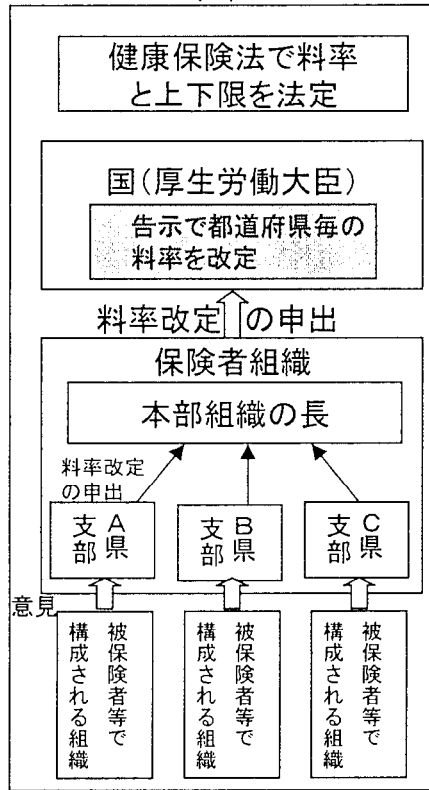 健康保険法で料率
と上下限を法定
国(厚生労働大臣)
告示で都道府県毎の
料率を改定
料率改定の申出
保険者組織
本部組織の長
料率改定
の申出
A県
支部
B県
支部
C県
支部
意見
被保険者等で
構成される組織
被保険者等で
構成される組織
被保険者等で
構成される組織